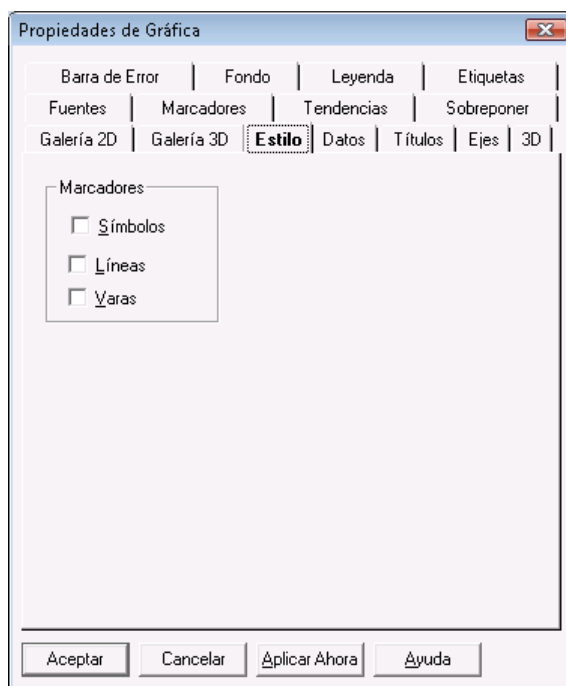 Propiedades de Gráfica
Barra de Error Fondo Leyenda Etiquetas
Fuentes Marcadores Tendencias Sobreponer
Galería 2D Galería 3D Estilo Datos Títulos Ejes 3D
Marcadores
Símbolos
Líneas
Varas
Aceptar Cancelar Aplicar Ahora Ayuda